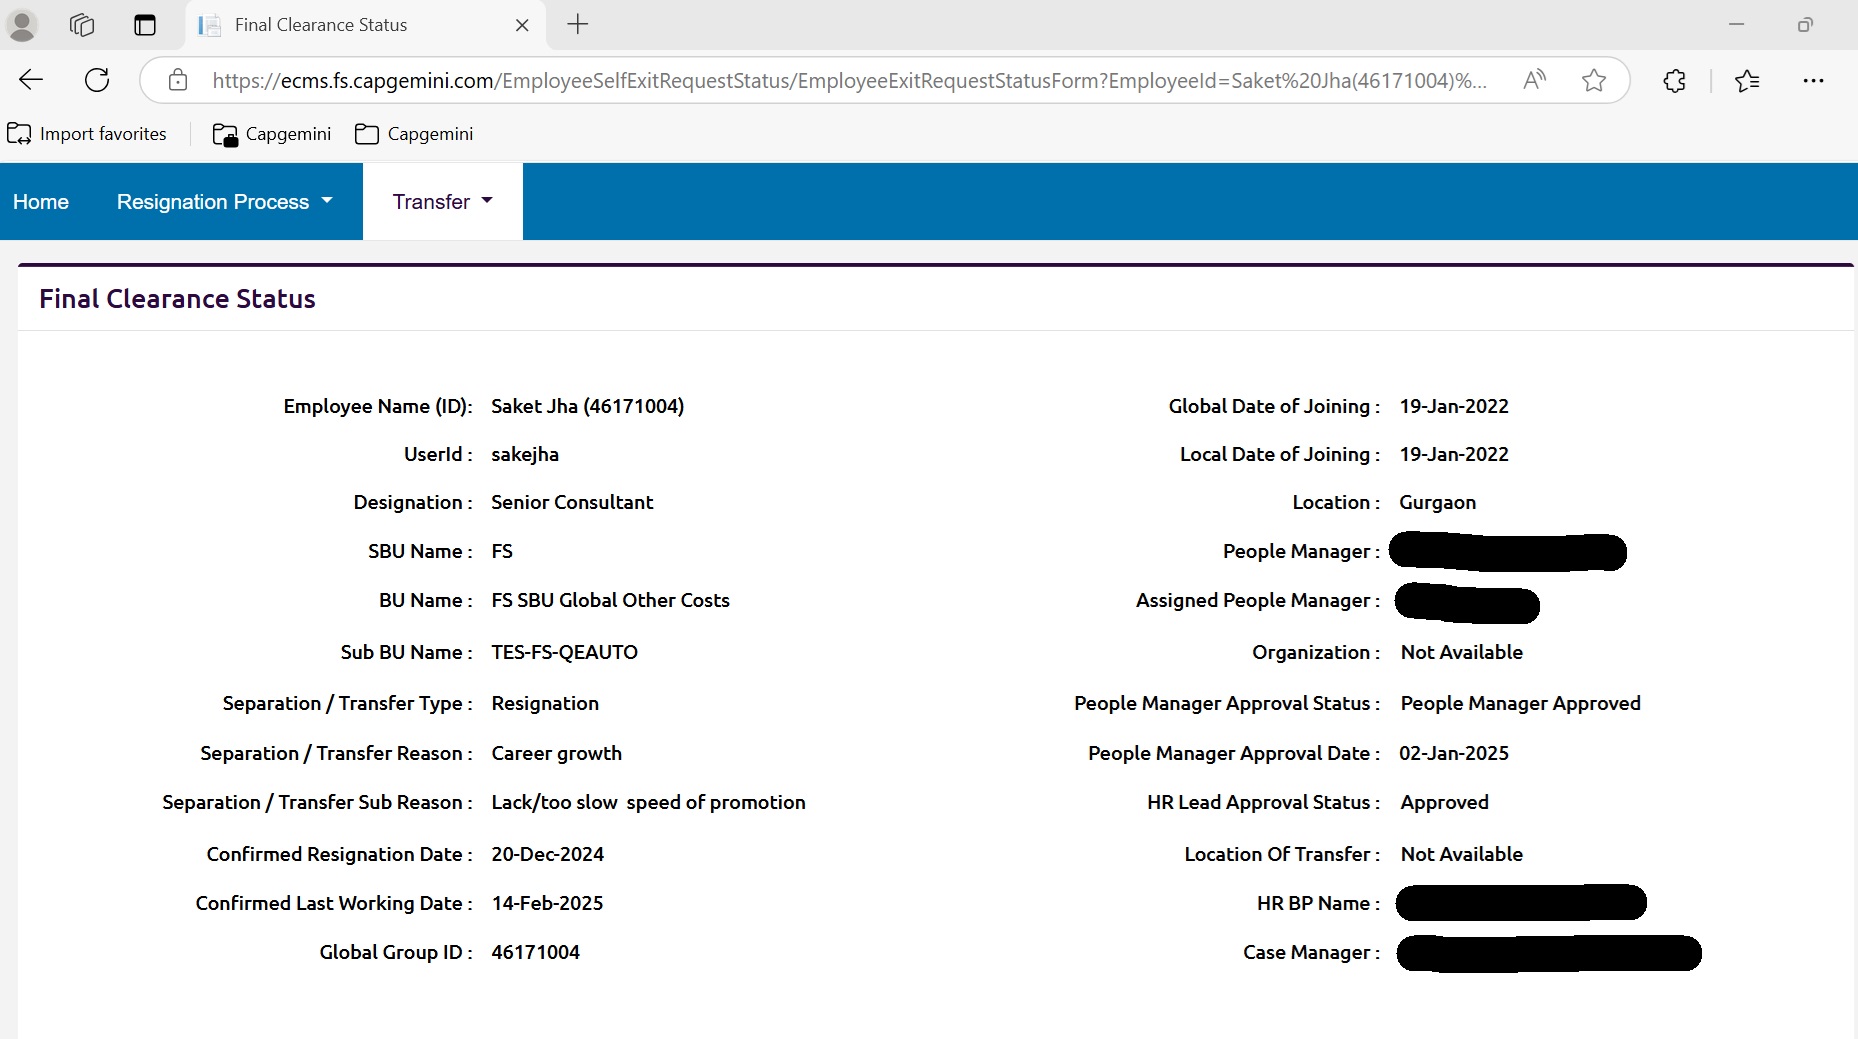 Final Clearance Status
https://ecms.fs.capgemini.com/EmployeeSelfExitRequestStatus/EmployeeExitRequestStatusForm?EmployeeId=Saket%20Jha(46171004)%...
Import favorites
Capgemini
Capgemini
Home
Resignation Process
Transfer
Final Clearance Status
Employee Name (ID): Saket Jha (46171004)
UserId : sakejha
Designation : Senior Consultant
SBU Name : FS
BU Name : FS SBU Global Other Costs
Sub BU Name : TES-FS-QEAUTO
Separation / Transfer Type : Resignation
Separation / Transfer Reason : Career growth
Separation / Transfer Sub Reason : Lack/too slow  speed of promotion
Confirmed Resignation Date : 20-Dec-2024
Confirmed Last Working Date : 14-Feb-2025
Global Group ID : 46171004
Global Date of Joining : 19-Jan-2022
Local Date of Joining : 19-Jan-2022
Location : Gurgaon
People Manager :
Assigned People Manager :
Organization : Not Available
People Manager Approval Status : People Manager Approved
People Manager Approval Date : 02-Jan-2025
HR Lead Approval Status : Approved
Location Of Transfer : Not Available
HR BP Name :
Case Manager :